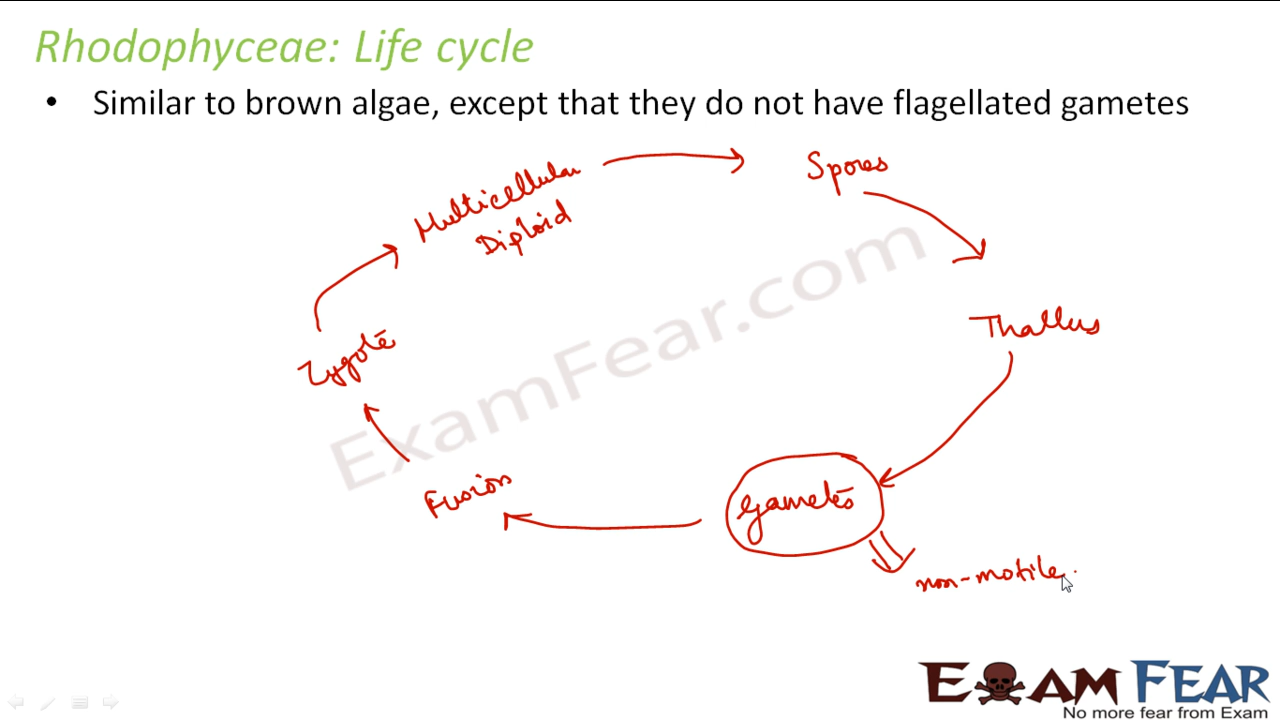 Rhodophyceae: Life cycle
• Similar to brown algae, except that they do not have flagellated gametes
Multicellular
Diploid
Spores
Thallus
Gametes
non-motile.
Fusion
Zygote
ExamFear.com
EXAM FEAR
No more fear from Exam